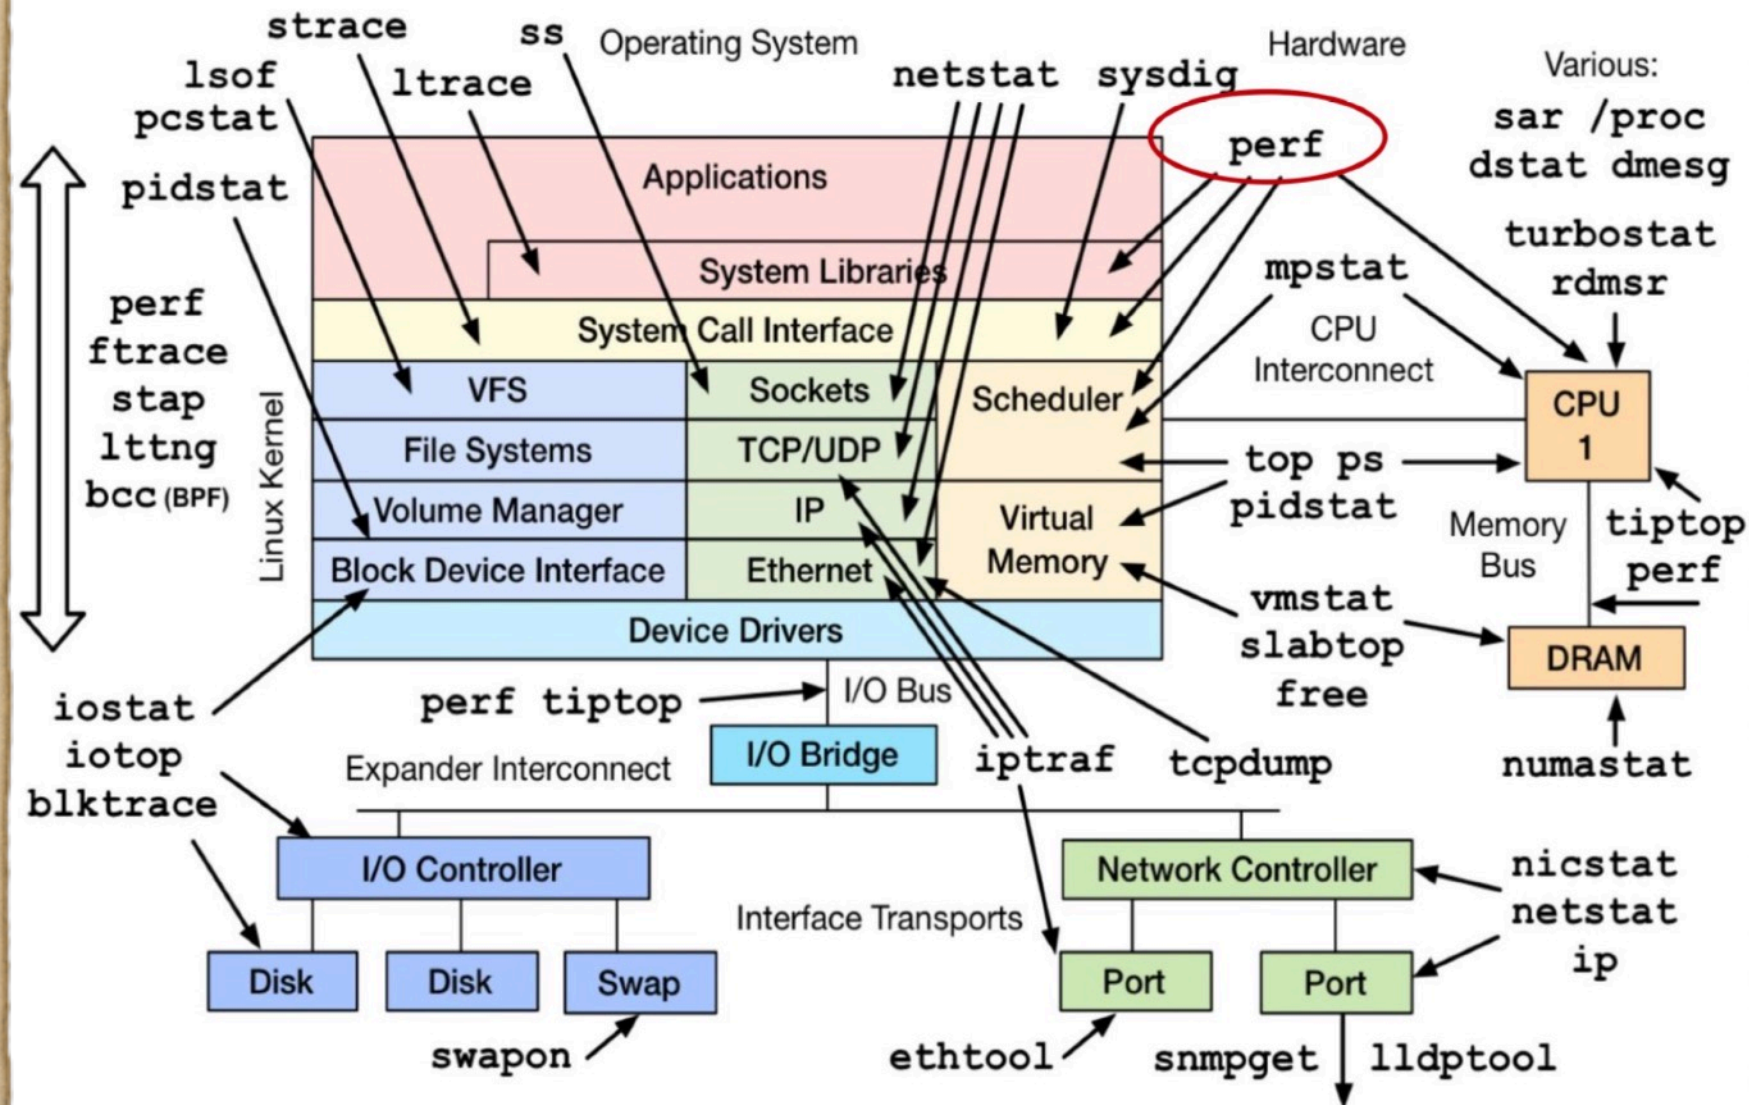 strace
ss
Operating System
Hardware
lsof
pcstat
ltrace
netstat
sysdig
Various:
sar /proc
dstat dmesg
perf
pidstat
Applications
turbostat
rdmsr
System Libraries
mpstat
perf
ftrace
stap
lttng
bcc (BPF)
Linux Kernel
System Call Interface
CPU
Interconnect
VFS
Sockets
Scheduler
CPU
1
File Systems
TCP/UDP
top ps
pidstat
Volume Manager
IP
Virtual
Memory
Memory
Bus
tiptop
perf
Block Device Interface
Ethernet
vmstat
slabtop
free
Device Drivers
DRAM
iostat
iotop
blktrace
perf tiptop
I/O Bus
I/O Bridge
iptraf
tcpdump
numastat
Expander Interconnect
I/O Controller
Network Controller
nicstat
netstat
ip
Interface Transports
Disk
Disk
Swap
Port
Port
swapon
ethtool
snmpget
lldptool